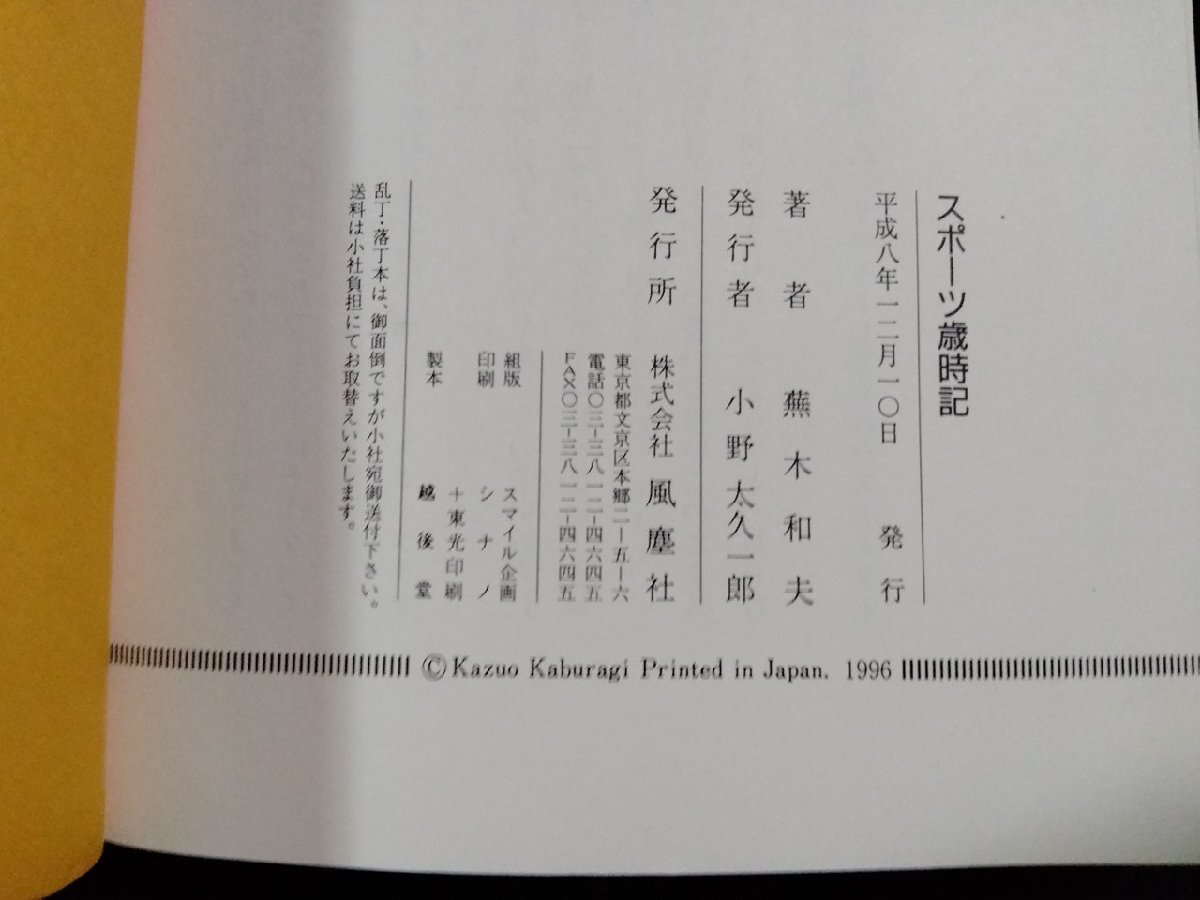 スポーツ歳時記
平成八年一二月一〇日　発行
著者　蕪木和夫
発行者　小野太久一郎
発行所　株式会社　風塵社
東京都文京区本郷二ー五ー六
電話〇三ー三八一二ー四六四五
FAX〇三ー三八一二ー四六四五
組版　スマイル企画
印刷　シナノ
＋東光印刷
製本　越後堂
乱丁・落丁本は、御面倒ですが小社宛御送付下さい。
送料は小社負担にてお取替えいたします。
©Kazuo Kaburagi Printed in Japan. 1996